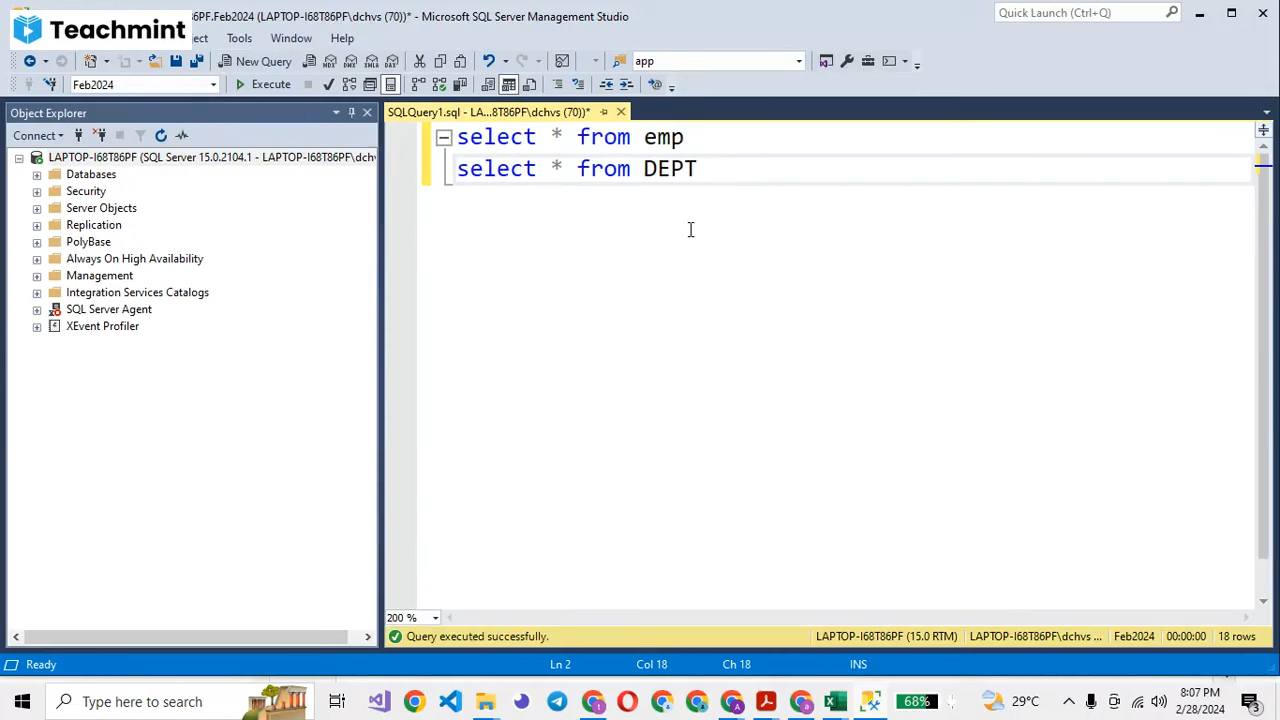 Teachmint
6PF.Feb2024 (LAPTOP-I68T86PF\dchvs (70))* - Microsoft SQL Server Management Studio
Quick Launch (Ctrl+Q)
Tools Window Help
New Query
app
Feb2024
Execute
Object Explorer
SQLQuery1.sql - LA...8T86PF\dchvs (70))*
Connect
LAPTOP-I68T86PF (SQL Server 15.0.2104.1 - LAPTOP-I68T86PF\dchv
Databases
Security
Server Objects
Replication
PolyBase
Always On High Availability
Management
Integration Services Catalogs
SQL Server Agent
XEvent Profiler
select * from emp
select * from DEPT
200 %
Query executed successfully.
LAPTOP-I68T86PF (15.0 RTM)
LAPTOP-I68T86PF\dchvs ...
Feb2024
00:00:00
18 rows
Ready
Ln 2
Col 18
Ch 18
INS
Type here to search
68%
29°C
8:07 PM
2/28/2024
3